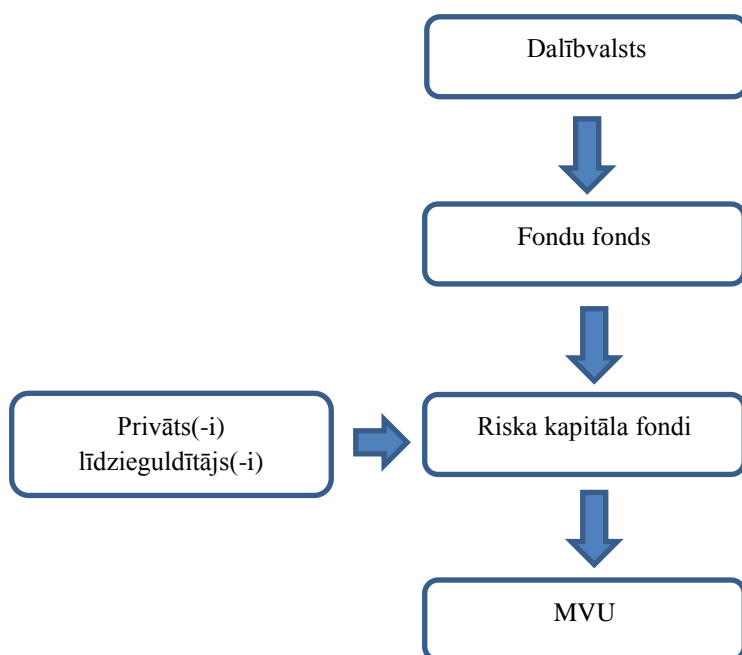 Dalībvalsts
Fondu fonds
Privāts(-i)
līdzieguldītājs(-i)
Riska kapitāla fondi
MVU